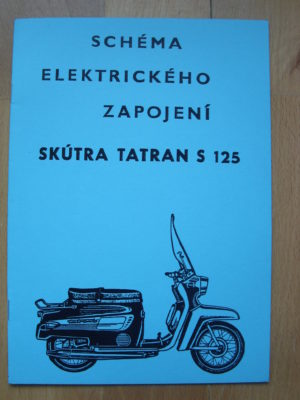 SCHÉMA
ELEKTRICKÉHO
ZAPOJENÍ
SKÚTRA TATRAN S 125